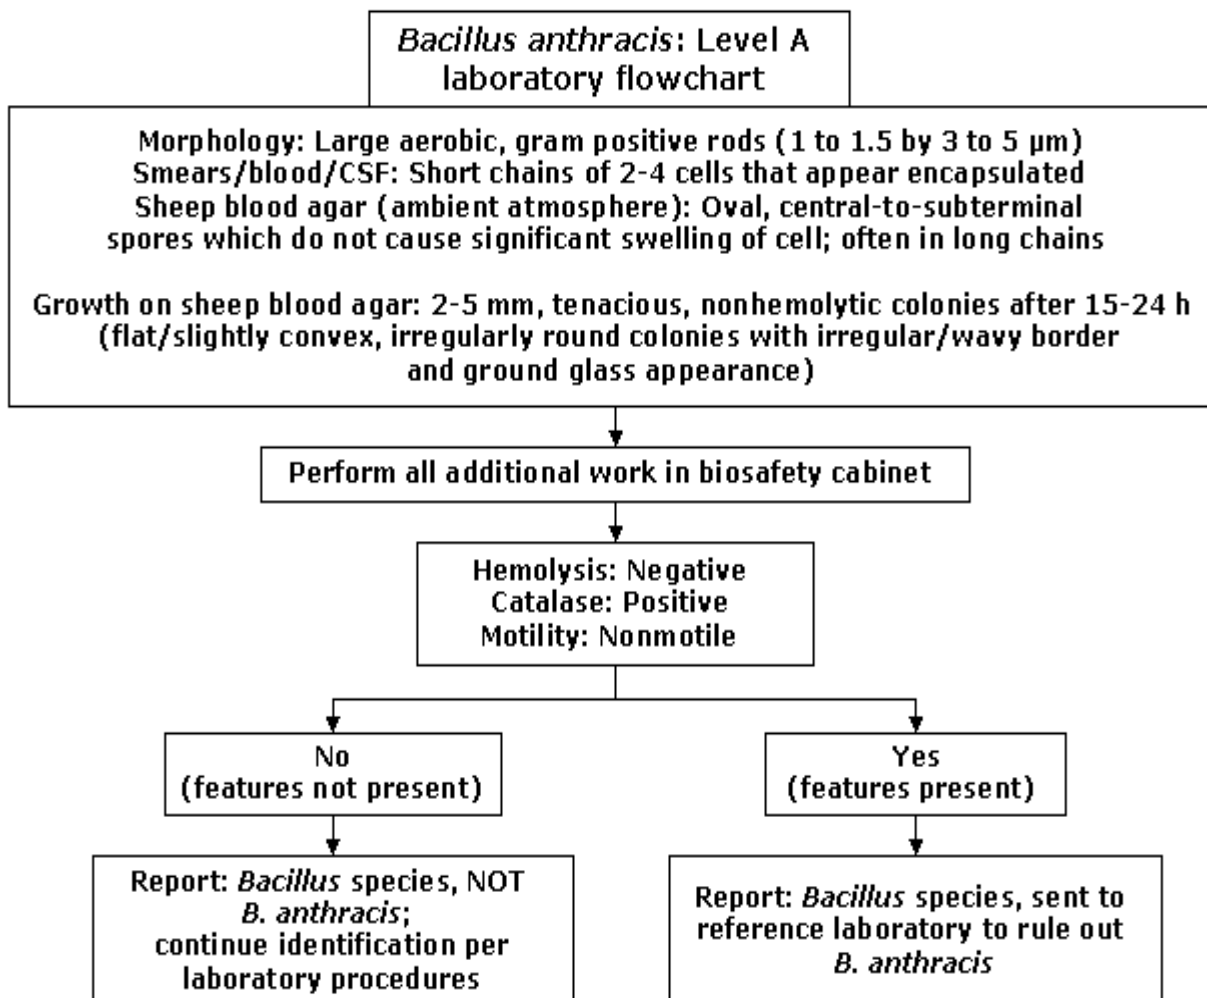 Bacillus anthracis: Level A
laboratory flowchart
Morphology: Large aerobic, gram positive rods (1 to 1.5 by 3 to 5 µm)
Smears/blood/CSF: Short chains of 2-4 cells that appear encapsulated
Sheep blood agar (ambient atmosphere): Oval, central-to-subterminal
spores which do not cause significant swelling of cell; often in long chains
Growth on sheep blood agar: 2-5 mm, tenacious, nonhemolytic colonies after 15-24 h
(flat/slightly convex, irregularly round colonies with irregular/wavy border
and ground glass appearance)
Perform all additional work in biosafety cabinet
Hemolysis: Negative
Catalase: Positive
Motility: Nonmotile
No
(features not present)
Yes
(features present)
Report: Bacillus species, NOT
B. anthracis;
continue identification per
laboratory procedures
Report: Bacillus species, sent to
reference laboratory to rule out
B. anthracis